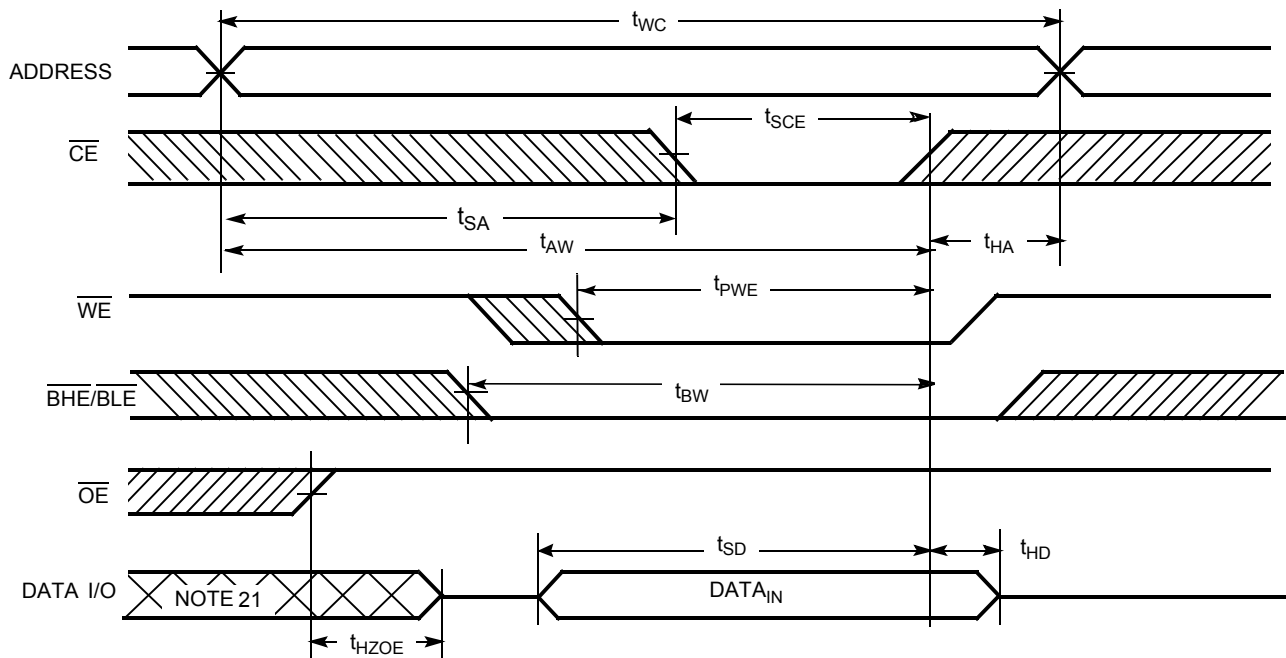 tWC
ADDRESS
tSCE
CE
tSA
tAW
tHA
tPWE
WE
BHE/BLE
tBW
OE
tSD
tHD
DATA I/O
NOTE 21
DATAIN
tHZOE